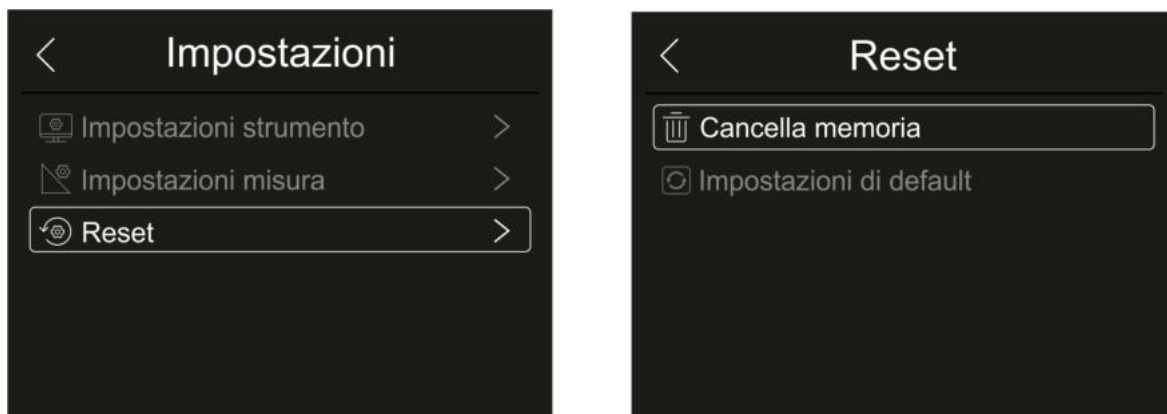 Impostazioni
Impostazioni strumento
Impostazioni misura
Reset
Reset
Cancella memoria
Impostazioni di default